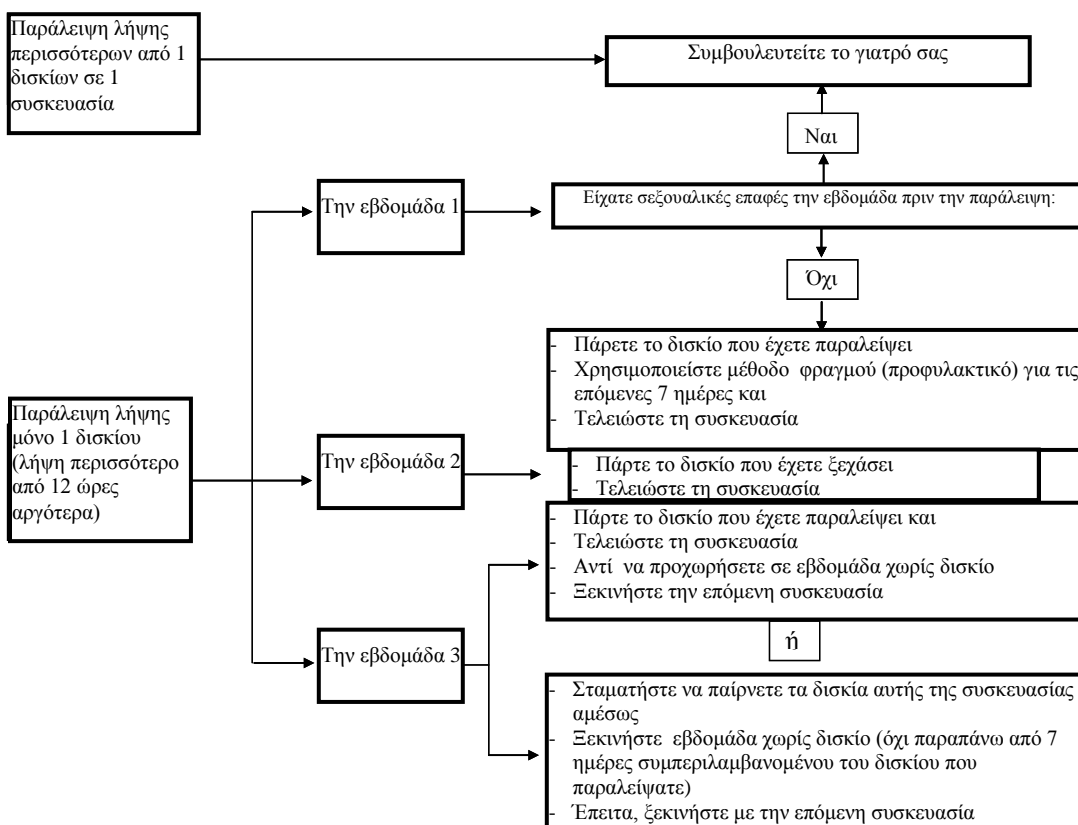 Παράλειψη λήψης
περισσότερων από 1
δισκίων σε 1
συσκευασία
Συμβουλευτείτε το γιατρό σας
Ναι
Την εβδομάδα 1
Είχατε σεξουαλικές επαφές την εβδομάδα πριν την παράλειψη:
Όχι
- Πάρετε το δισκίο που έχετε παραλείψει
- Χρησιμοποιείστε μέθοδο φραγμού (προφυλακτικό) για τις
επόμενες 7 ημέρες και
- Τελειώστε τη συσκευασία
Παράλειψη λήψης
μόνο 1 δισκίου
(λήψη περισσότερο
από 12 ώρες
αργότερα)
Την εβδομάδα 2
- Πάρτε το δισκίο που έχετε ξεχάσει
- Τελειώστε τη συσκευασία
- Πάρτε το δισκίο που έχετε παραλείψει και
- Τελειώστε τη συσκευασία
- Αντί να προχωρήσετε σε εβδομάδα χωρίς δισκίο
- Ξεκινήστε την επόμενη συσκευασία
ή
Την εβδομάδα 3
- Σταματήστε να παίρνετε τα δισκία αυτής της συσκευασίας
αμέσως
- Ξεκινήστε εβδομάδα χωρίς δισκίο (όχι παραπάνω από 7
ημέρες συμπεριλαμβανομένου του δισκίου που
παραλείψατε)
- Έπειτα, ξεκινήστε με την επόμενη συσκευασία